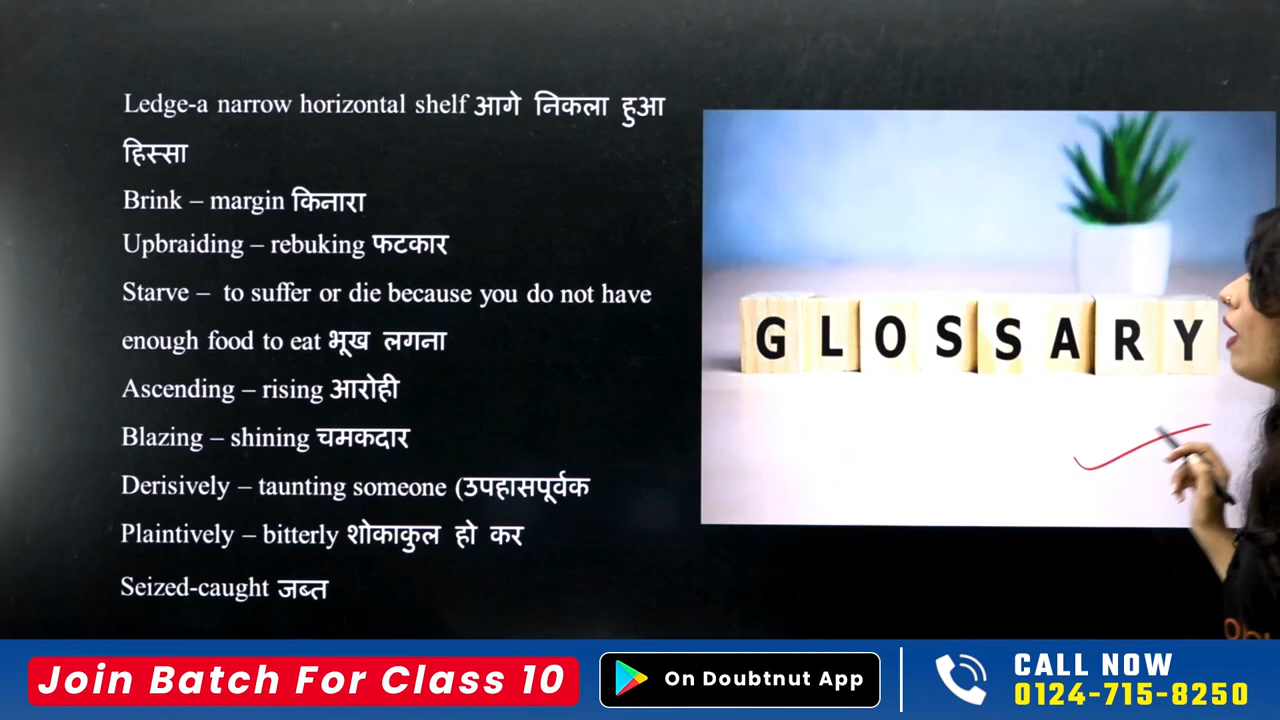 Ledge-a narrow horizontal shelf आगे निकला हुआ
हिस्सा
Brink – margin किनारा
Upbraiding – rebuking फटकार
Starve – to suffer or die because you do not have
enough food to eat भूख लगना
Ascending – rising आरोही
Blazing – shining चमकदार
Derisively – taunting someone (उपहासपूर्वक
Plaintively – bitterly शोकाकुल हो कर
Seized-caught जब्त
GLOSSARY
Join Batch For Class 10
On Doubtnut App
CALL NOW
0124-715-8250